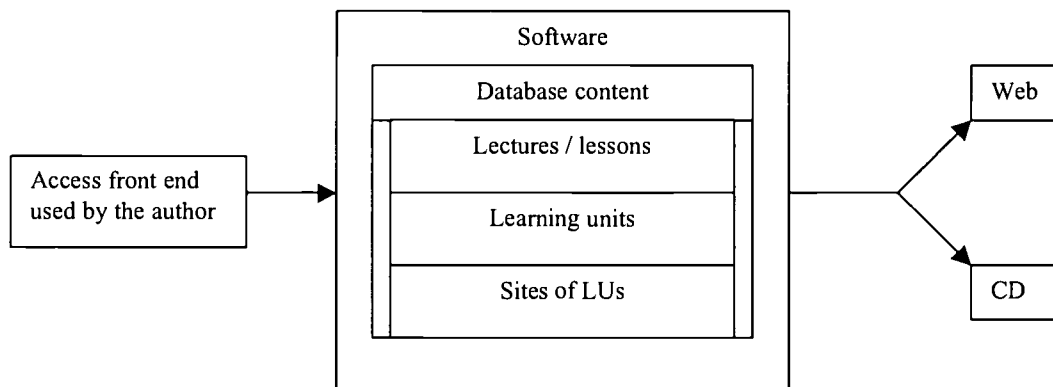 Software
Database content
Lectures / lessons
Learning units
Sites of LUs
Access front end
used by the author
Web
CD